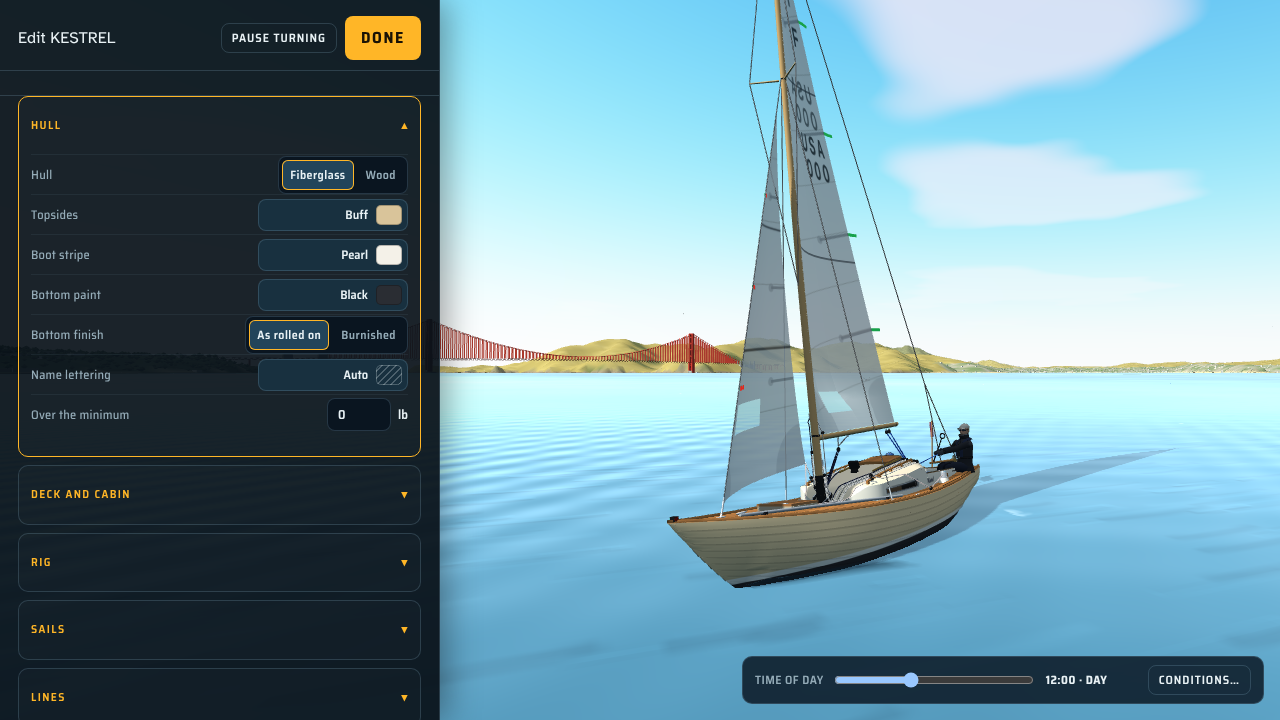 Edit KESTREL
PAUSE TURNING
DONE
HULL
Hull
Fiberglass
Wood
Topsides
Buff
Boot stripe
Pearl
Bottom paint
Black
Bottom finish
As rolled on
Burnished
Name lettering
Auto
Over the minimum
0
lb
DECK AND CABIN
RIG
SAILS
LINES
F
USU
000
USA
000
TIME OF DAY
12:00 · DAY
CONDITIONS...